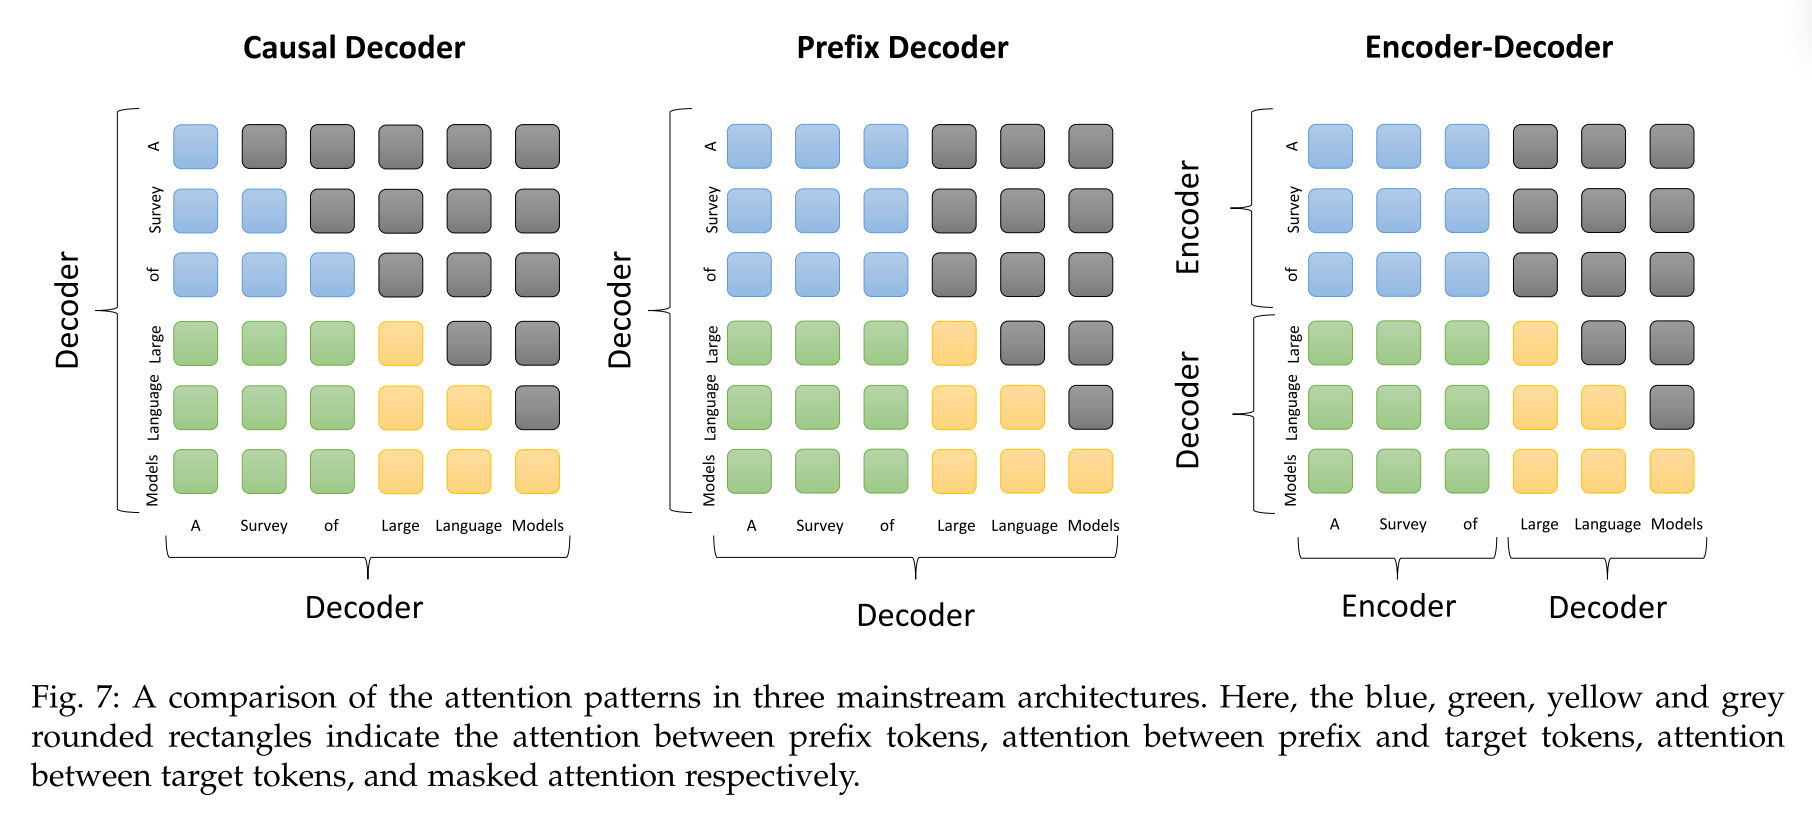 Causal Decoder
Prefix Decoder
Encoder-Decoder
Decoder
A
Survey
of
Large
Language
Models
A Survey of Large Language Models
Decoder
Decoder
A
Survey
of
Large
Language
Models
A Survey of Large Language Models
Decoder
Encoder
Decoder
A
Survey
of
Large
Language
Models
A Survey of Large Language Models
Encoder
Decoder
Fig. 7: A comparison of the attention patterns in three mainstream architectures. Here, the blue, green, yellow and grey
rounded rectangles indicate the attention between prefix tokens, attention between prefix and target tokens, attention
between target tokens, and masked attention respectively.